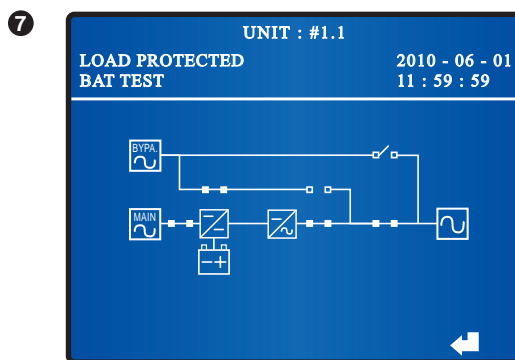 7
UNIT : #1.1
LOAD PROTECTED
2010 - 06 - 01
BAT TEST
11 : 59 : 59
BYPA.
MAIN